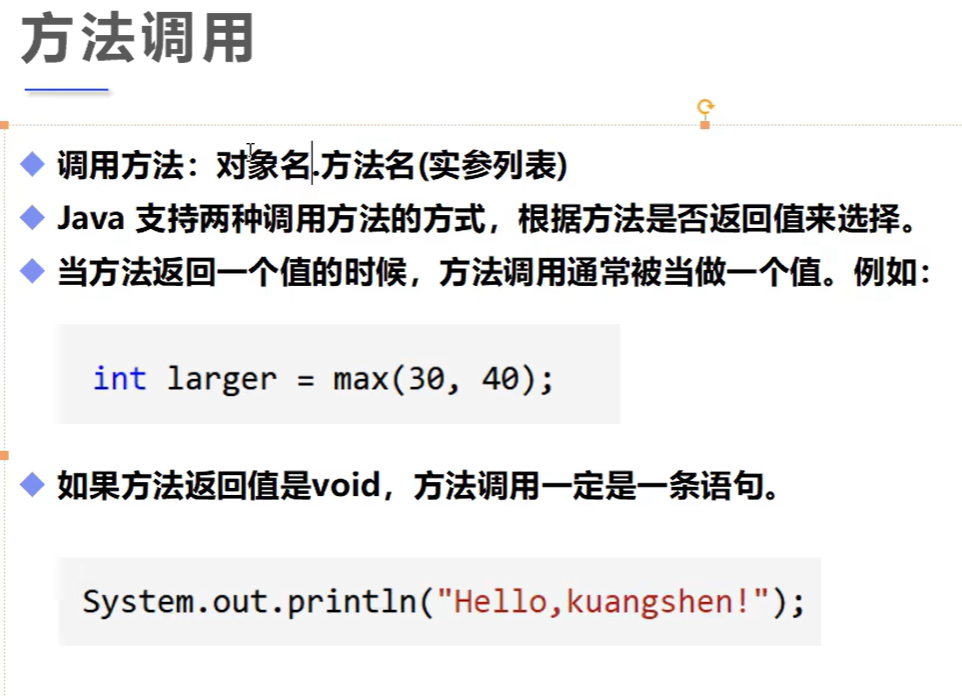 方法调用
调用方法：对象名.方法名(实参列表)
Java 支持两种调用方法的方式，根据方法是否返回值来选择。
当方法返回一个值的时候，方法调用通常被当做一个值。例如：
int larger = max(30, 40);
如果方法返回值是void，方法调用一定是一条语句。
System.out.println("Hello,kuangshen!");